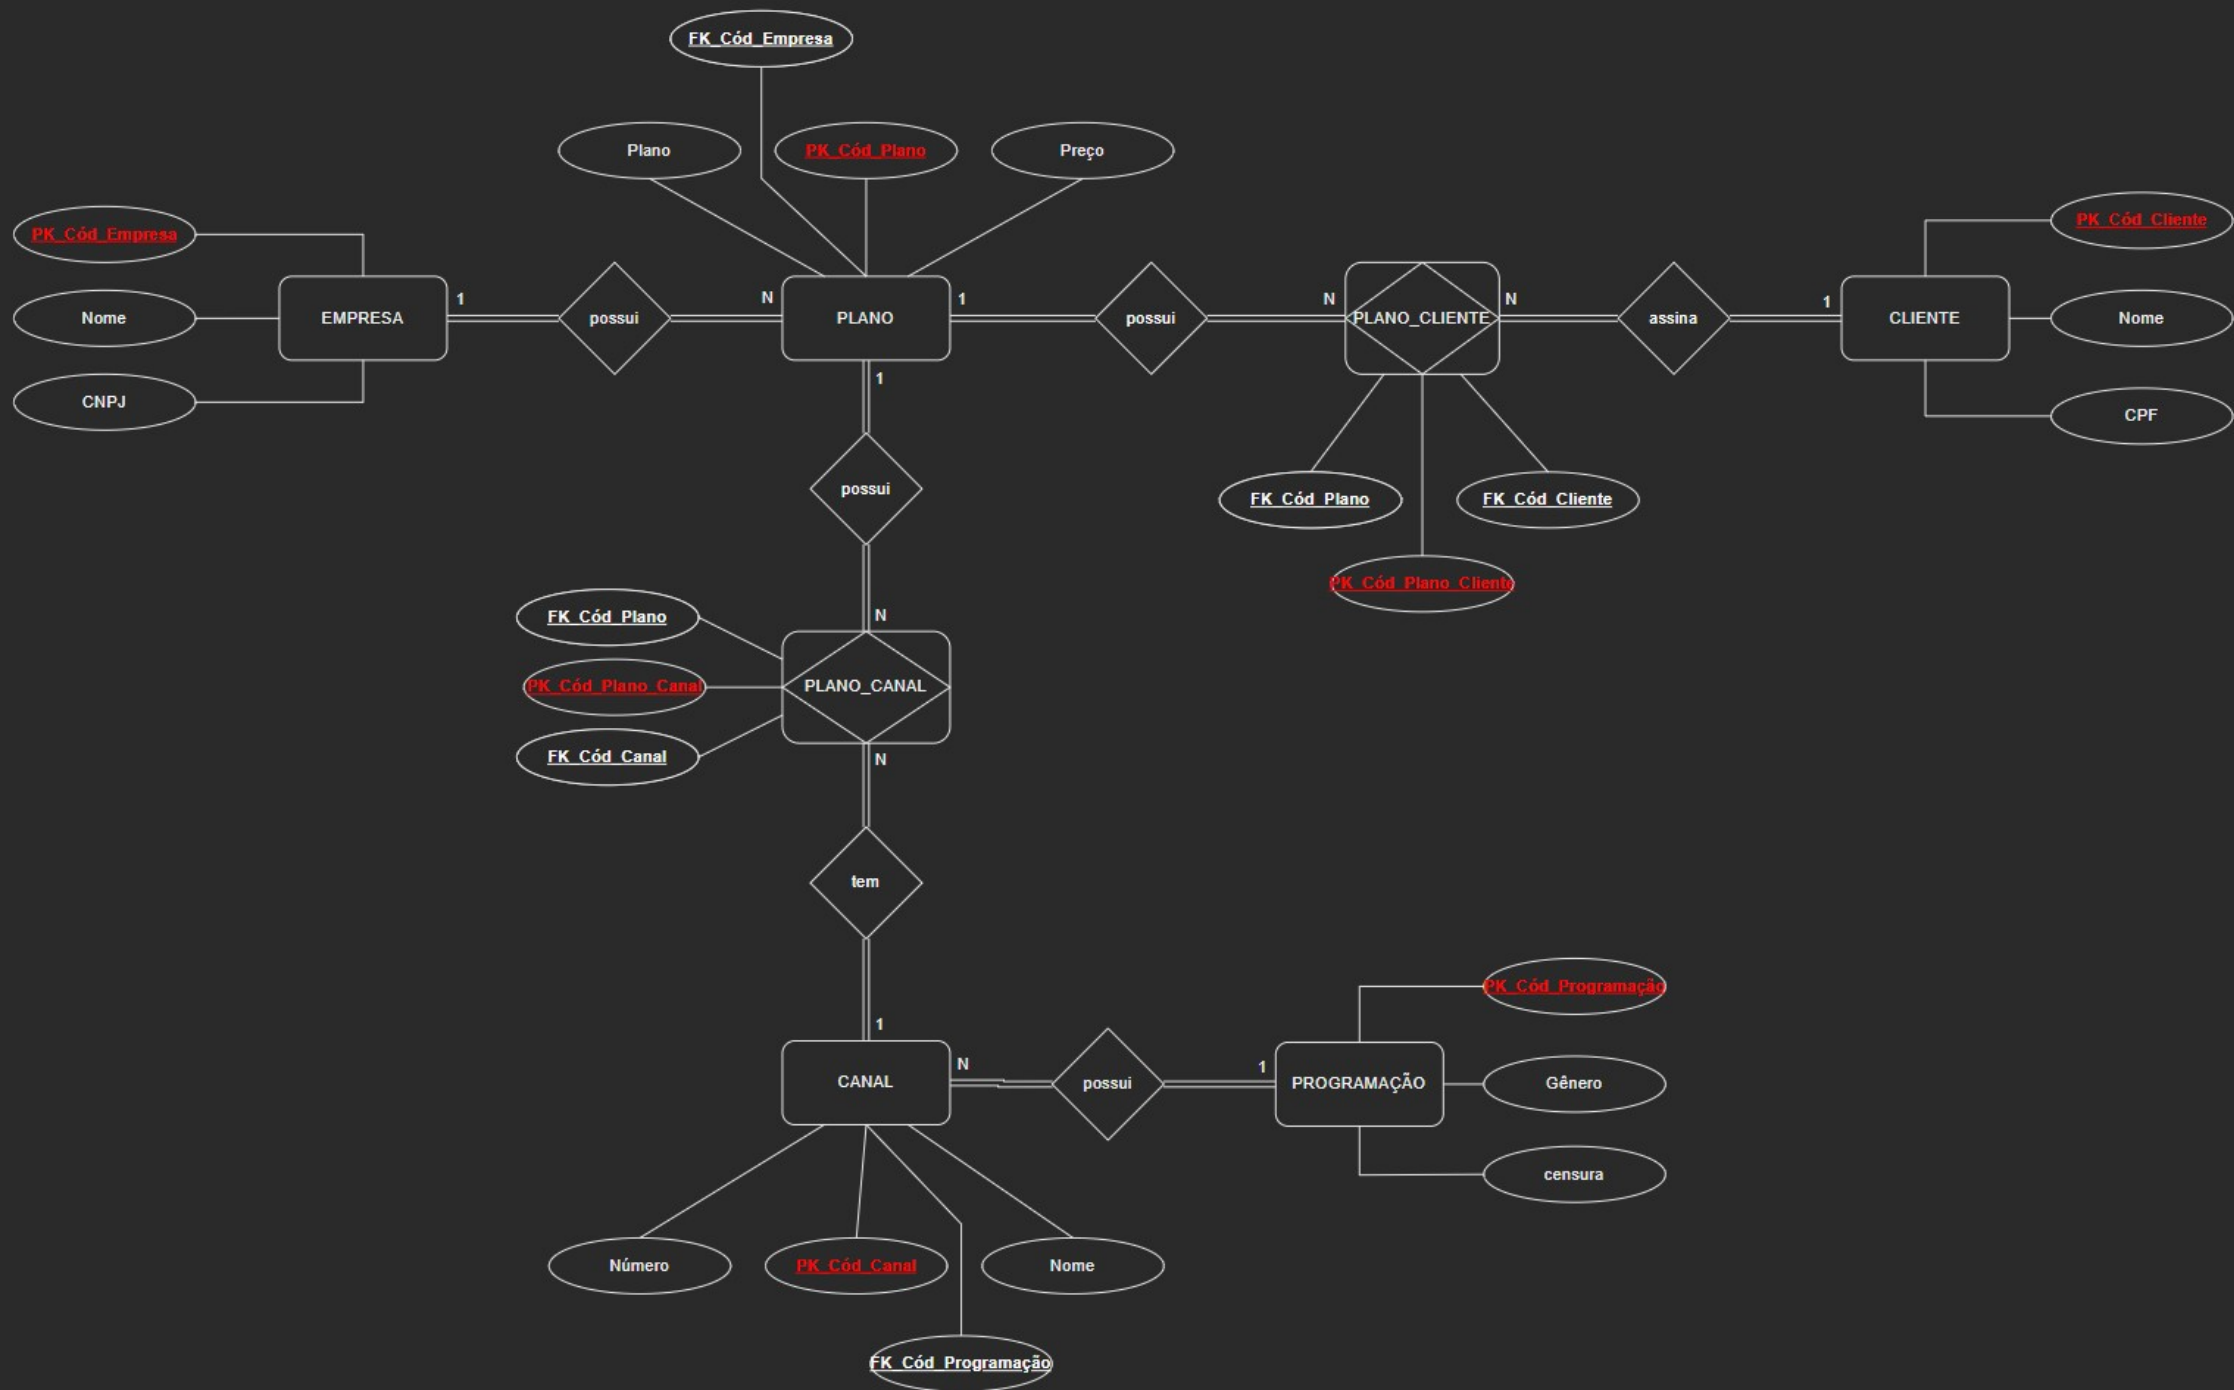 FK_Cód_Empresa
Plano
PK_Cód_Plano
Preço
PK_Cód_Empresa
Nome
CNPJ
EMPRESA
1
possui
N
PLANO
1
possui
N
PLANO_CLIENTE
N
assina
1
CLIENTE
PK_Cód_Cliente
Nome
CPF
FK_Cód_Plano
FK_Cód_Cliente
PK_Cód_Plano_Cliente
1
possui
N
FK_Cód_Plano
PK_Cód_Plano_Canal
FK_Cód_Canal
PLANO_CANAL
N
tem
1
CANAL
N
possui
1
PROGRAMAÇÃO
PK_Cód_Programação
Gênero
censura
Número
PK_Cód_Canal
Nome
FK_Cód_Programação